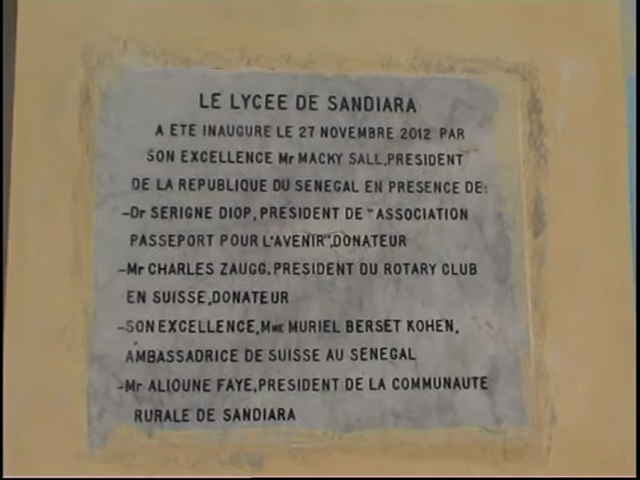 LE LYCEE DE SANDIARA
A ETE INAUGURE LE 27 NOVEMBRE 2012 PAR
SON EXCELLENCE Mr MACKY SALL,PRESIDENT
DE LA REPUBLIQUE DU SENEGAL EN PRESENCE DE:
-Dr SERIGNE DIOP, PRESIDENT DE "ASSOCIATION
PASSEPORT POUR L'AVENIR",DONATEUR
-Mr CHARLES ZAUGG.PRESIDENT DU ROTARY CLUB
EN SUISSE,DONATEUR
-SON EXCELLENCE,Mme MURIEL BERSET KOHEN,
AMBASSADRICE DE SUISSE AU SENEGAL
-Mr ALIOUNE FAYE,PRESIDENT DE LA COMMUNAUTE
RURALE DE SANDIARA